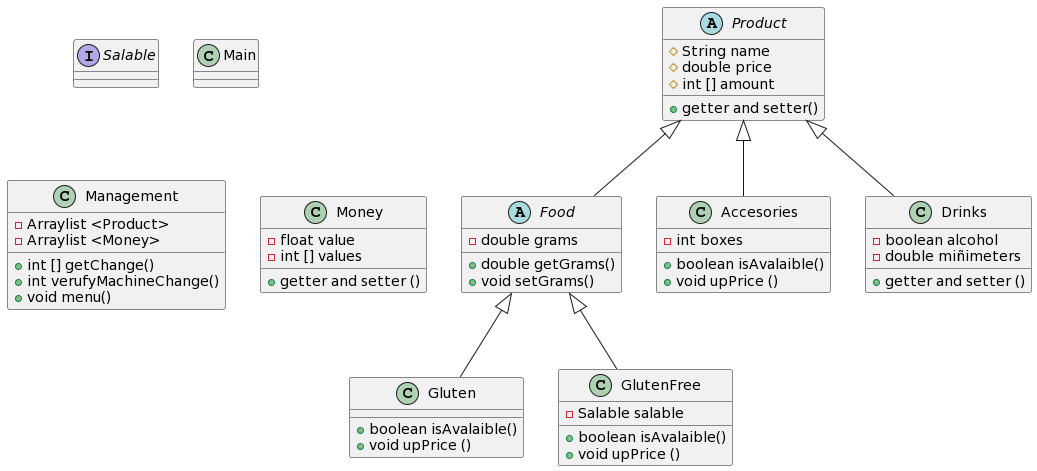 I Salable
C Main
A Product
String name
double price
int [] amount
getter and setter()
C Management
Arraylist <Product>
Arraylist <Money>
int [] getChange()
int verufyMachineChange()
void menu()
C Money
float value
int [] values
getter and setter ()
A Food
double grams
double getGrams()
void setGrams()
C Accesories
int boxes
boolean isAvalaible()
void upPrice ()
C Drinks
boolean alcohol
double miñimeters
getter and setter ()
C Gluten
boolean isAvalaible()
void upPrice ()
C GlutenFree
Salable salable
boolean isAvalaible()
void upPrice ()